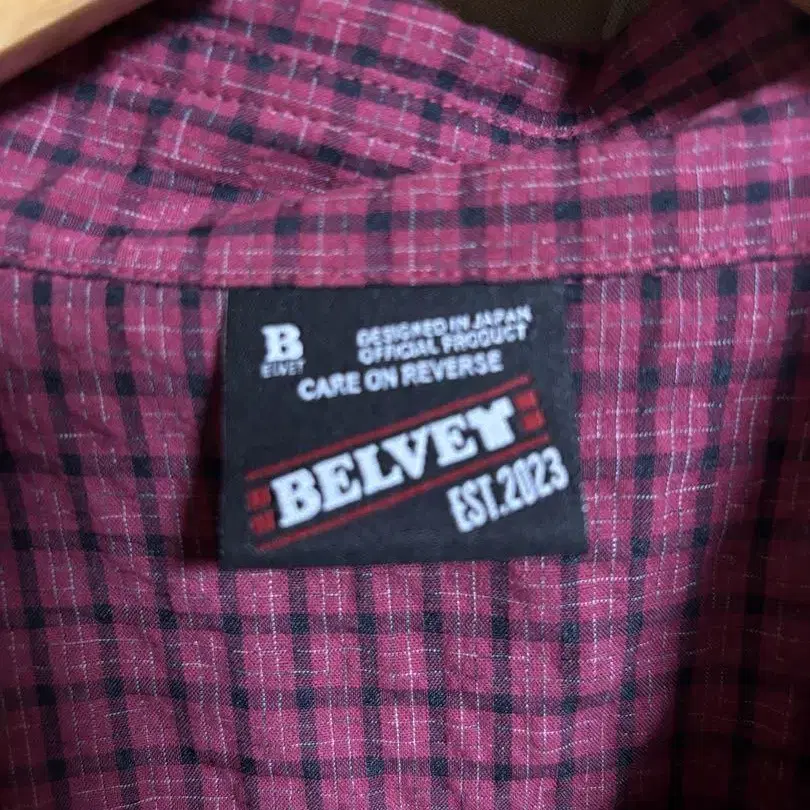 B
BELVET
DESIGNED IN JAPAN
OFFICIAL PRODUCT
CARE ON REVERSE
BELVET
EST.2023